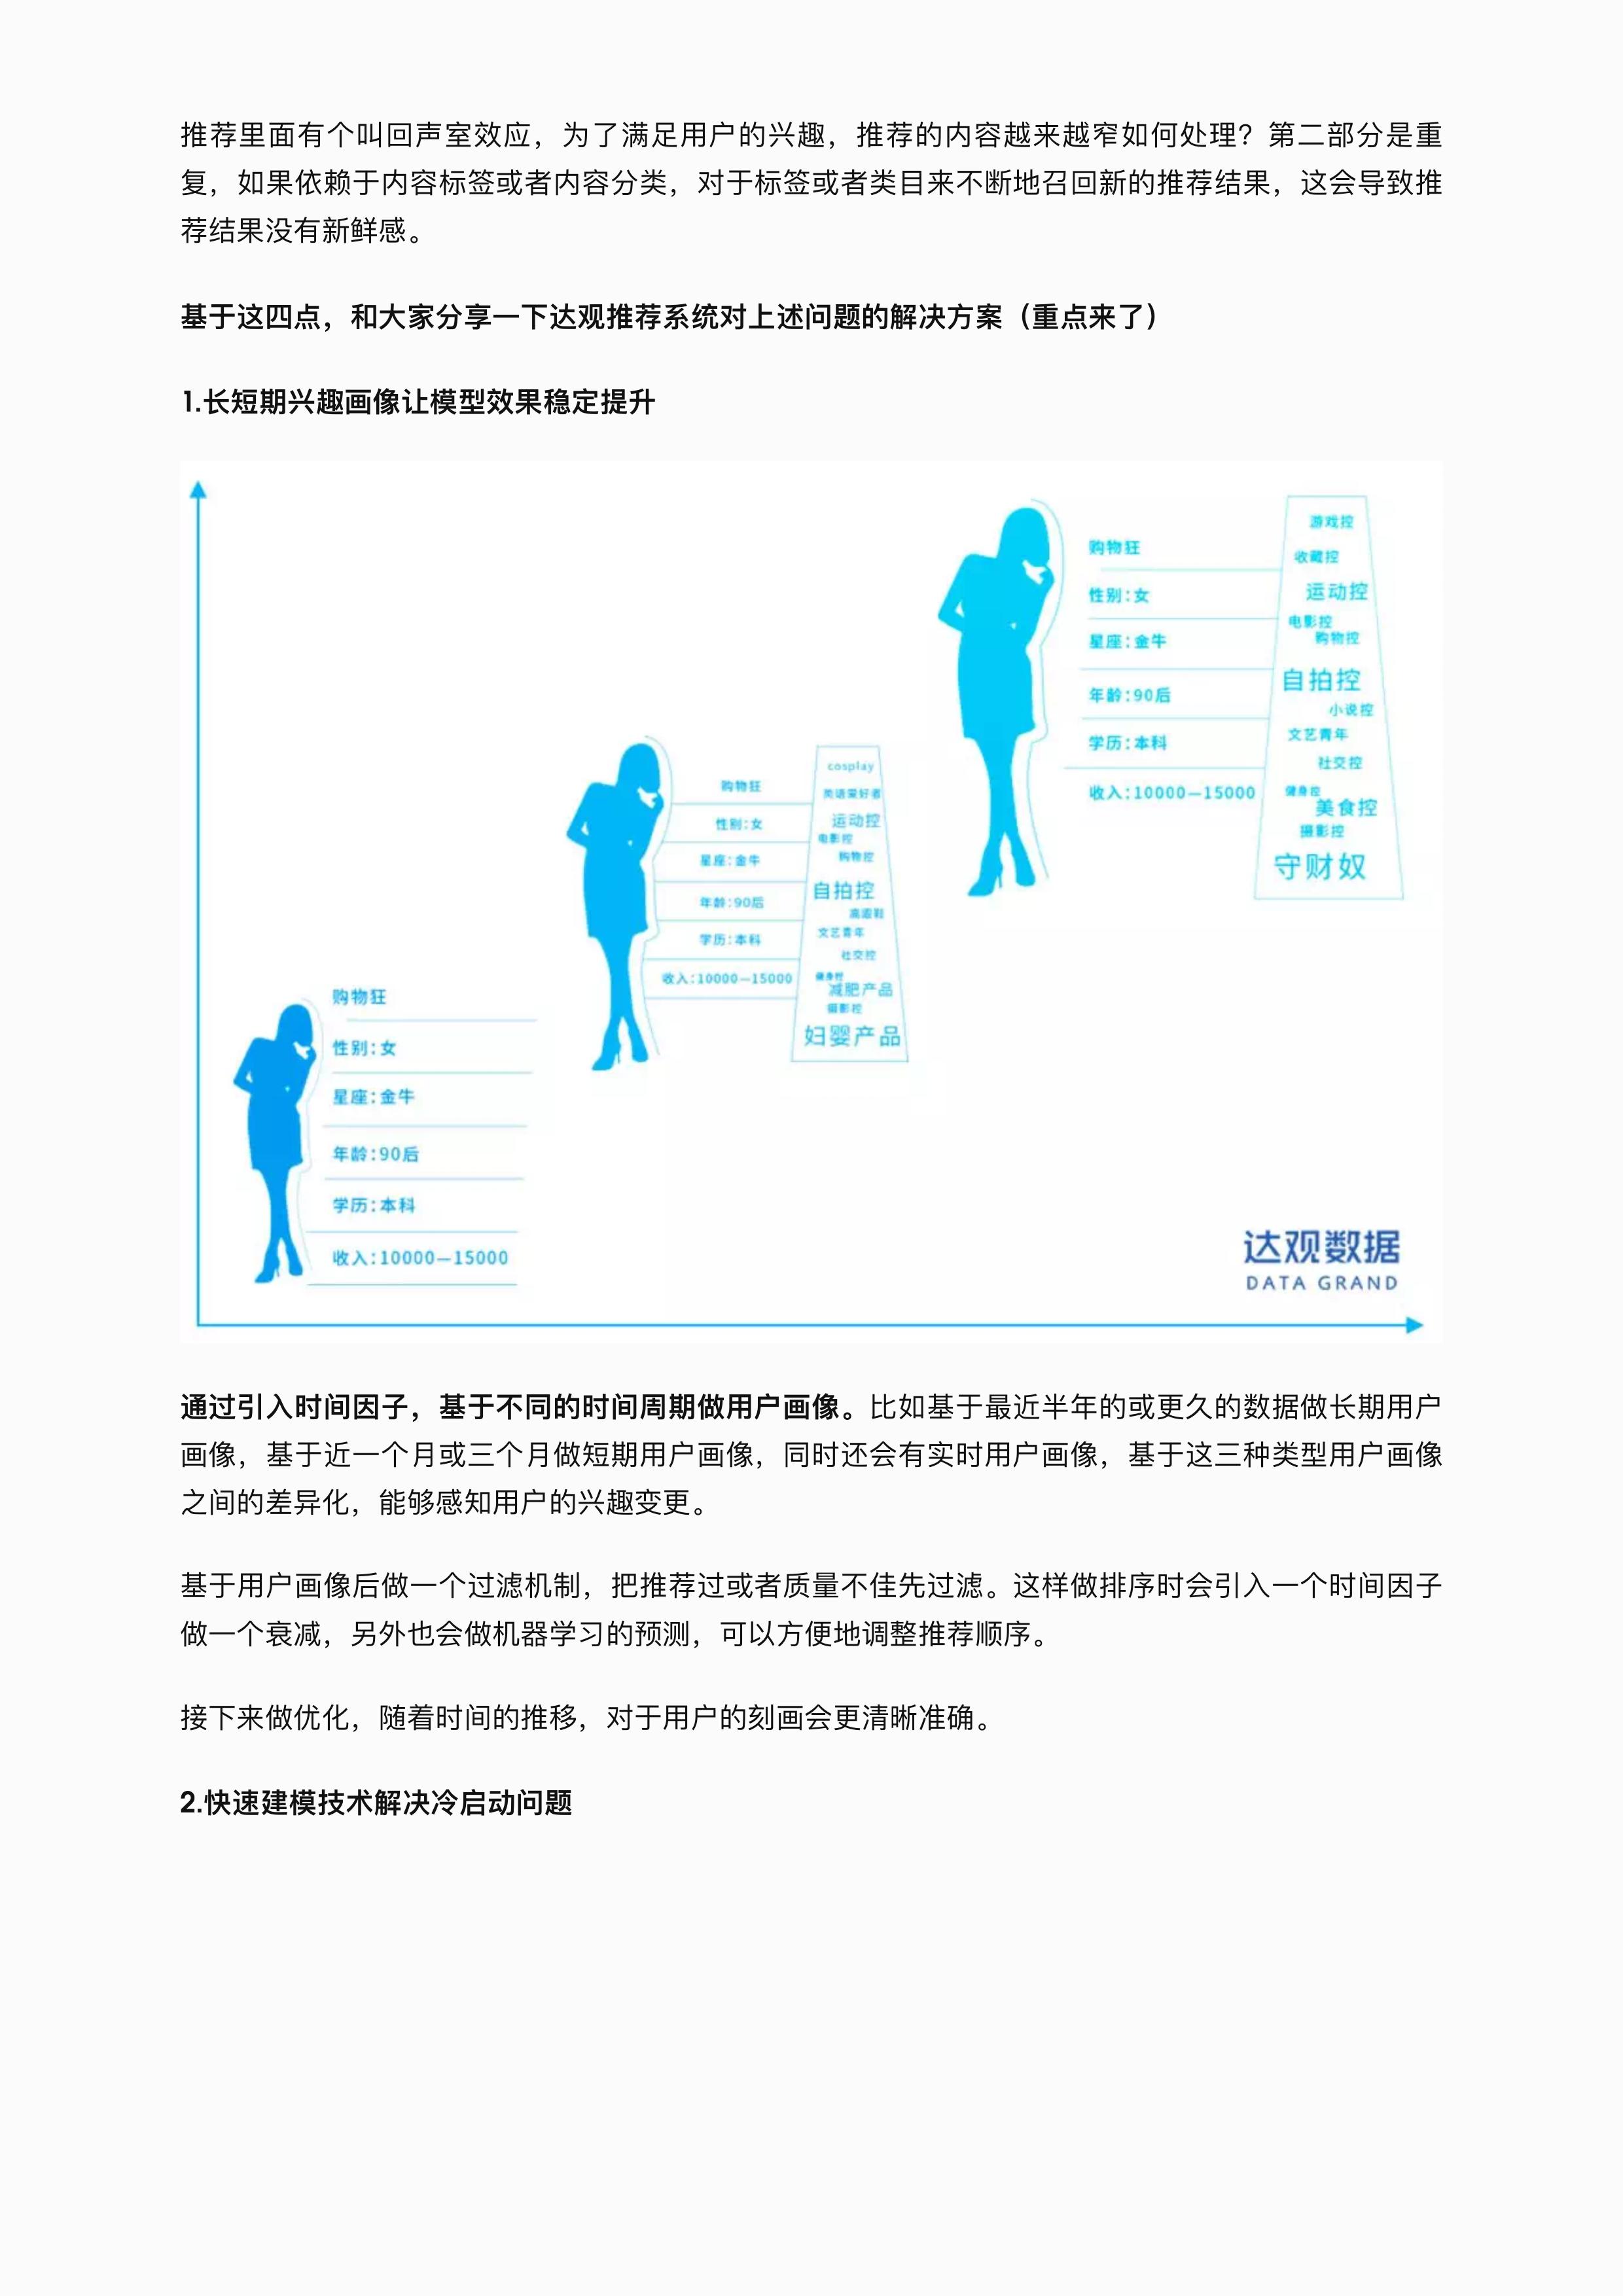 推荐里面有个叫回声室效应，为了满足用户的兴趣，推荐的内容越来越窄如何处理？第二部分是重
复，如果依赖于内容标签或者内容分类，对于标签或者类目来不断地召回新的推荐结果，这会导致推
荐结果没有新鲜感。
基于这四点，和大家分享一下达观推荐系统对上述问题的解决方案（重点来了）
1.长短期兴趣画像让模型效果稳定提升
购物狂
性别：女
星座：金牛
年龄：90后
学历：本科
收入：10000—15000
游戏控
收藏控
运动控
电影控
购物控
自拍控
小说控
文艺青年
社交控
健身控
美食控
摄影控
守财奴
购物狂
性别：女
星座：金牛
年龄：90后
学历：本科
收入：10000—15000
cosplay
英语爱好者
运动控
电影控
购物控
自拍控
高跟鞋
文艺青年
社交控
健身控
减肥产品
摄影控
妇婴产品
购物狂
性别：女
星座：金牛
年龄：90后
学历：本科
收入：10000—15000
达观数据
DATA GRAND
通过引入时间因子，基于不同的时间周期做用户画像。比如基于最近半年的或更久的数据做长期用户
画像，基于近一个月或三个月做短期用户画像，同时还会有实时用户画像，基于这三种类型用户画像
之间的差异化，能够感知用户的兴趣变更。
基于用户画像后做一个过滤机制，把推荐过或者质量不佳先过滤。这样做排序时会引入一个时间因子
做一个衰减，另外也会做机器学习的预测，可以方便地调整推荐顺序。
接下来做优化，随着时间的推移，对于用户的刻画会更清晰准确。
2.快速建模技术解决冷启动问题